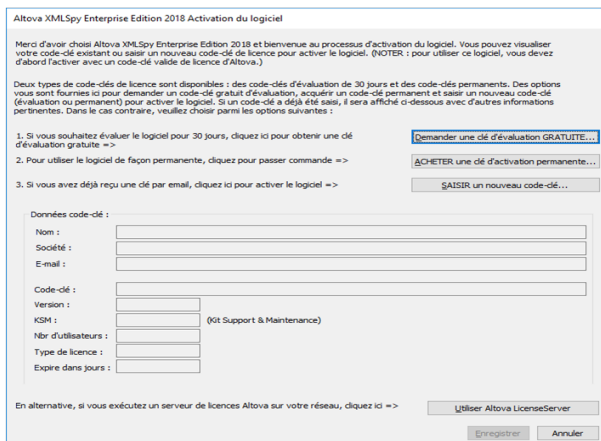 Altova XMLSpy Enterprise Edition 2018 Activation du logiciel
Merci d'avoir choisi Altova XMLSpy Enterprise Edition 2018 et bienvenue au processus d'activation du logiciel. Vous pouvez visualiser
votre code-clé existant ou saisir un nouveau code-clé de licence pour activer le logiciel. (NOTER : pour utiliser ce logiciel, vous devez
d'abord l'activer avec un code-clé valide de licence d'Altova.)
Deux types de code-clés de licence sont disponibles : des code-clés d'évaluation de 30 jours et des code-clés permanents. Des options
vous sont fournies ici pour demander un code-clé gratuit d'évaluation, acquérir un code-clé permanent et saisir un nouveau code-clé
(évaluation ou permanent) pour activer le logiciel. Si un code-clé a déjà été saisi, il sera affiché ci-dessous avec d'autres informations
pertinentes. Dans le cas contraire, veuillez choisir parmi les options suivantes :
1. Si vous souhaitez évaluer le logiciel pour 30 jours, cliquez ici pour obtenir une clé
d'évaluation gratuite =>
Demander une clé d'évaluation GRATUITE...
2. Pour utiliser le logiciel de façon permanente, cliquez pour passer commande =>
ACHETER une clé d'activation permanente...
3. Si vous avez déjà reçu une clé par email, cliquez ici pour activer le logiciel =>
SAISIR un nouveau code-clé...
Données code-clé :
Nom :
Société :
E-mail :
Code-clé :
Version :
KSM :
(Kit Support & Maintenance)
Nbr d'utilisateurs :
Type de licence :
Expire dans jours :
En alternative, si vous exécutez un serveur de licences Altova sur votre réseau, cliquez ici =>
Utiliser Altova LicenseServer
Enregistrer
Annuler